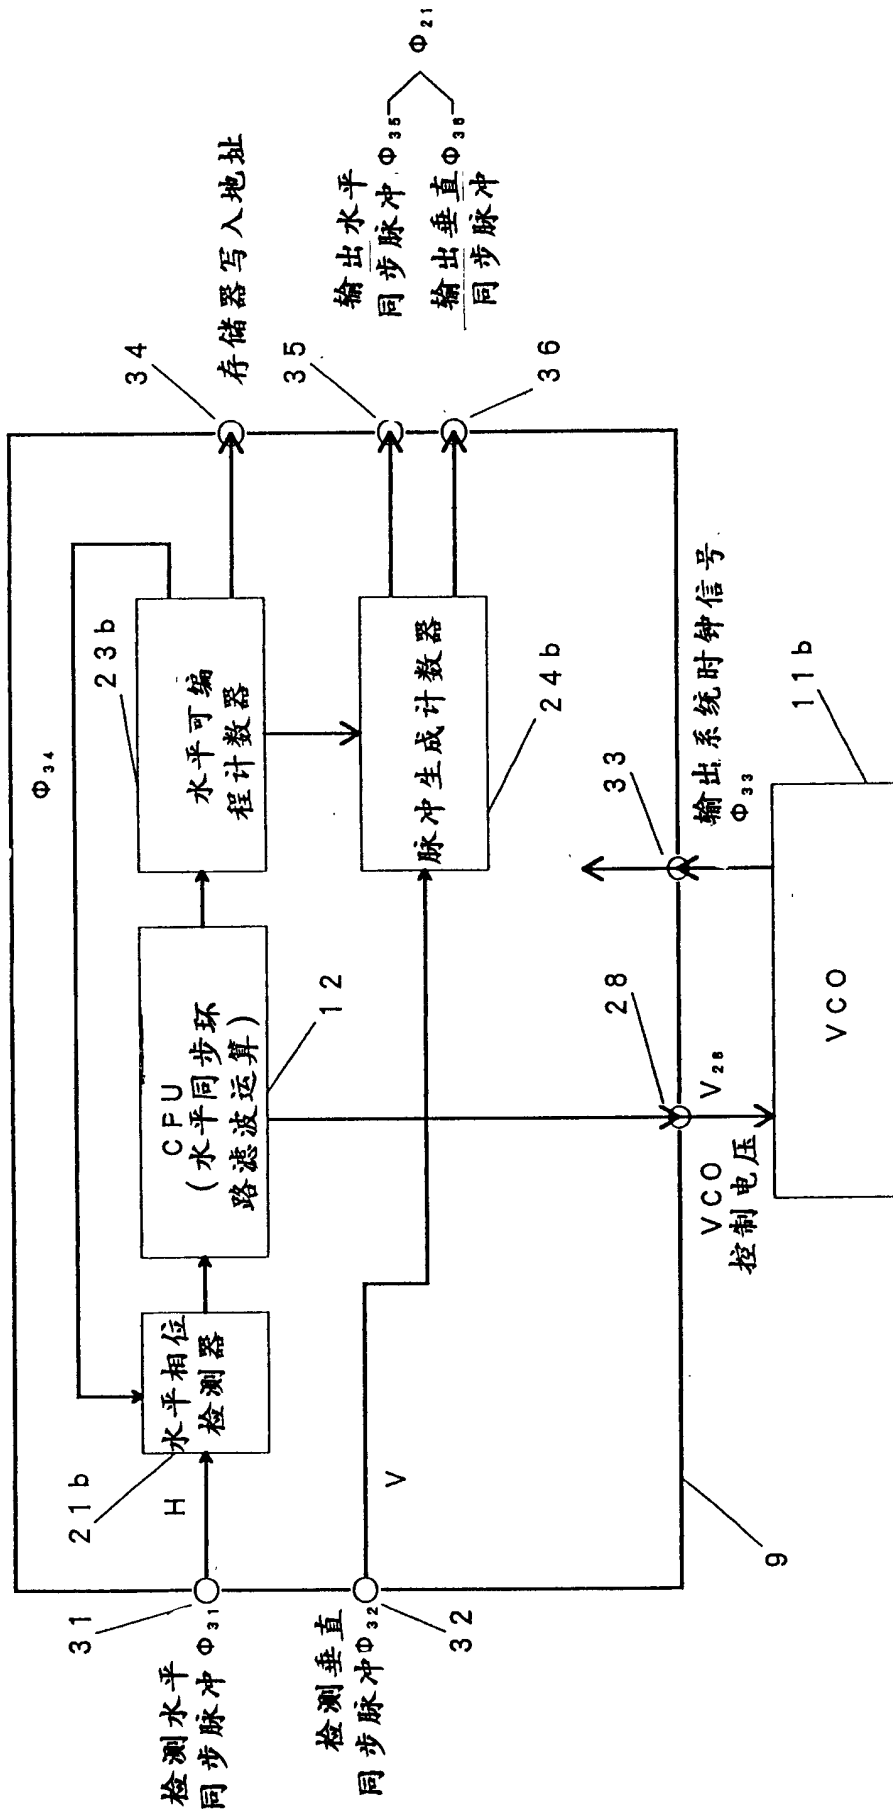 Φ₃₄
23b
水平可编
程计数器
34
存储器写入地址
CPU
(水平同步环
路滤波运算)
12
水平相位
检测器
21b
H
31
检测水平
同步脉冲 Φ₃₁
V
32
检测垂直
同步脉冲Φ₃₂
脉冲生成计数器
24b
35
输出水平
同步脉冲 Φ₃₅
36
输出垂直 Φ₃₆
同步脉冲
Φ₂₁
9
28
V₂₈
VCO
控制电压
33
输出系统时钟信号
Φ₃₃
VCO
11b